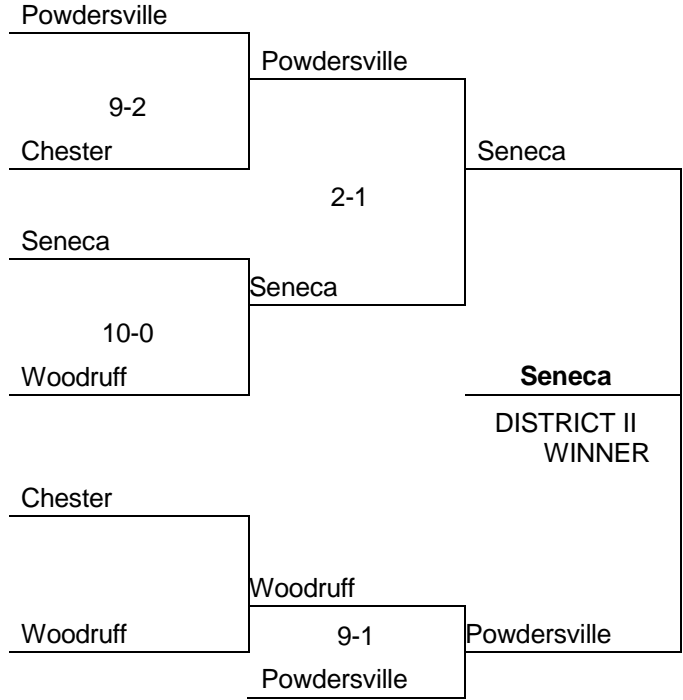 Powdersville
Powdersville
9-2
Chester
Seneca
2-1
Seneca
Seneca
10-0
Woodruff
Seneca
DISTRICT II
WINNER
Chester
Woodruff
Woodruff
9-1
Powdersville
Powdersville